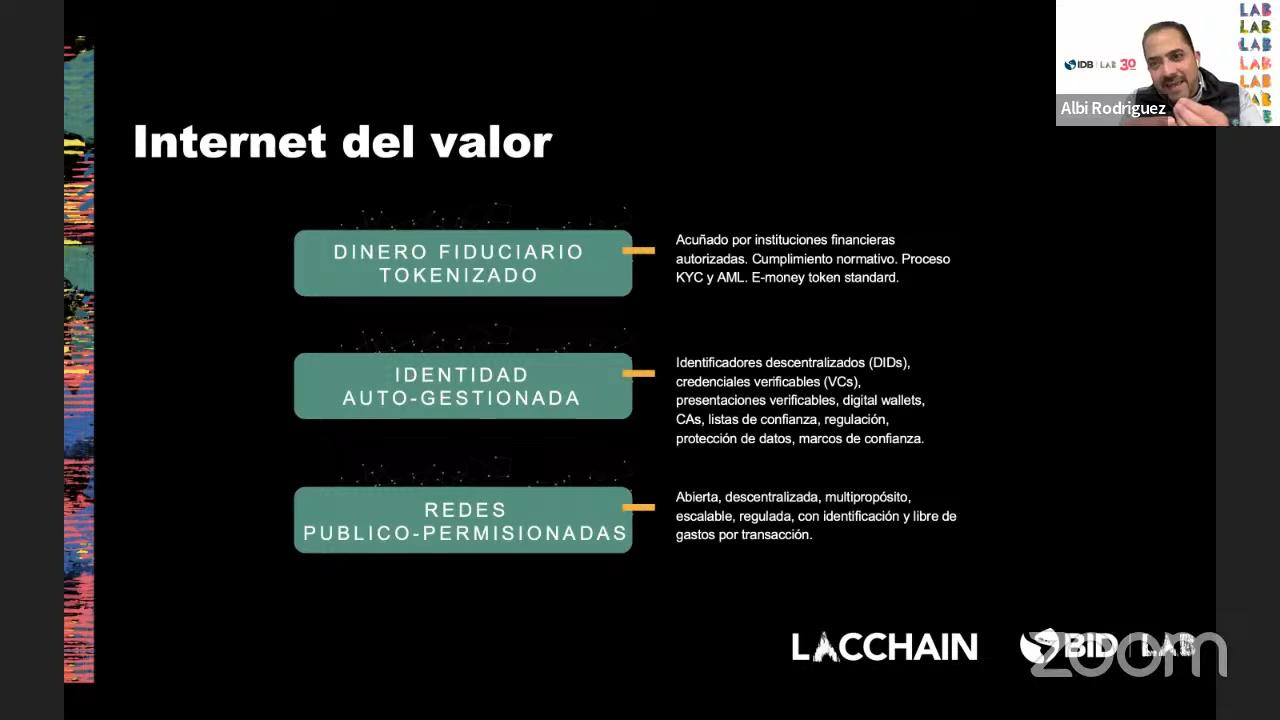 LAB
LAB
LAB
LAB
LAB
IDB | LAB 30
Albi Rodriguez
Internet del valor
DINERO FIDUCIARIO
TOKENIZADO
Acuñado por instituciones financieras
autorizadas. Cumplimiento normativo. Proceso
KYC y AML. E-money token standard.
IDENTIDAD
AUTO-GESTIONADA
Identificadores descentralizados (DIDs),
credenciales verificables (VCs),
presentaciones verificables, digital wallets,
CAs, listas de confianza, regulación,
protección de datos, marcos de confianza.
REDES
PUBLICO-PERMISIONADAS
Abierta, descentralizada, multipropósito,
escalable, regulada, con identificación y libre de
gastos por transacción.
LACCHAIN
BID | LAB
zoom